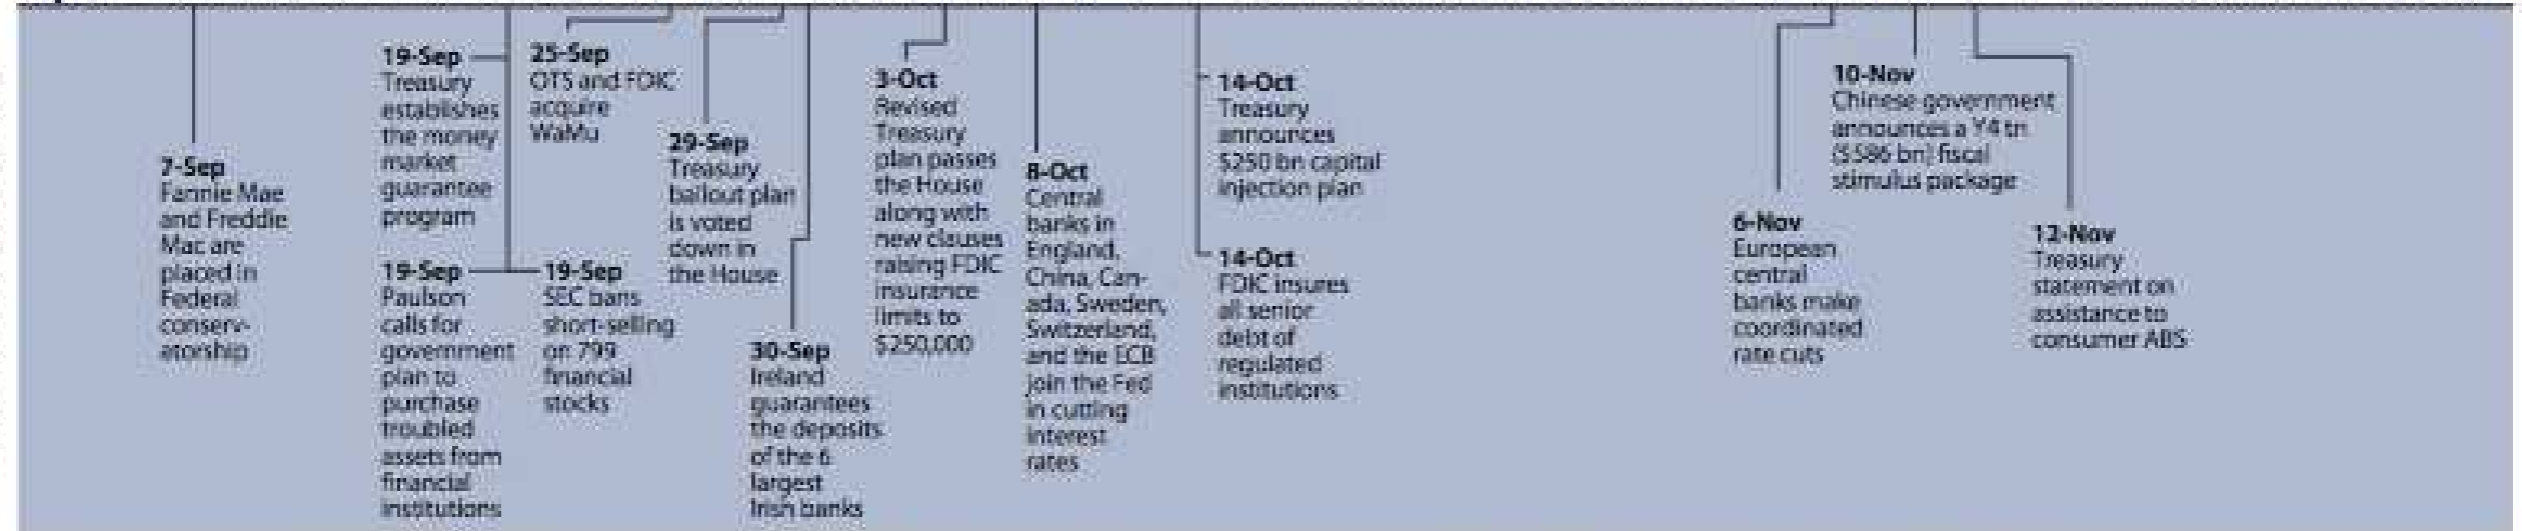 7-Sep
Fannie Mae
and Freddie
Mac are
placed in
Federal
conserv-
atorship
19-Sep
Treasury
establishes
the money
market
guarantee
program
19-Sep
Paulson
calls for
government
plan to
purchase
troubled
assets from
financial
institutions
19-Sep
SEC bans
short-selling
on 799
financial
stocks
25-Sep
OTS and FDIC
acquire
WaMu
29-Sep
Treasury
bailout plan
is voted
down in
the House
30-Sep
Ireland
guarantees
the deposits
of the 6
largest
Irish banks
3-Oct
Revised
Treasury
plan passes
the House
along with
new clauses
raising FDIC
insurance
limits to
$250,000
8-Oct
Central
banks in
England,
China, Can-
ada, Sweden,
Switzerland,
and the ECB
join the Fed
in cutting
interest
rates
14-Oct
Treasury
announces
$250 bn capital
injection plan
14-Oct
FDIC insures
all senior
debt of
regulated
institutions
6-Nov
European
central
banks make
coordinated
rate cuts
10-Nov
Chinese government
announces a Y4 tn
($586 bn) fiscal
stimulus package
12-Nov
Treasury
statement on
assistance to
consumer ABS